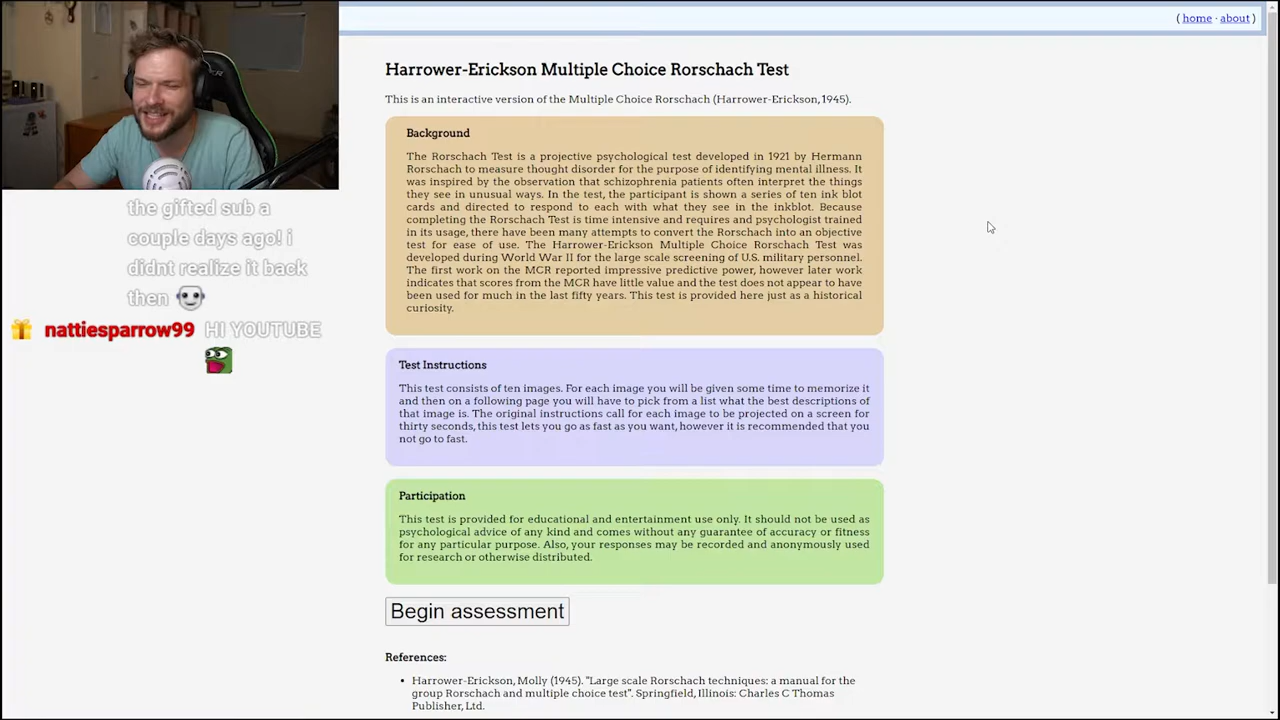 ( home · about )
Harrower-Erickson Multiple Choice Rorschach Test
This is an interactive version of the Multiple Choice Rorschach (Harrower-Erickson, 1945).
Background
The Rorschach Test is a projective psychological test developed in 1921 by Hermann
Rorschach to measure thought disorder for the purpose of identifying mental illness. It
was inspired by the observation that schizophrenia patients often interpret the things
they see in unusual ways. In the test, the participant is shown a series of ten ink blot
cards and directed to respond to each with what they see in the inkblot. Because
completing the Rorschach Test is time intensive and requires and psychologist trained
in its usage, there have been many attempts to convert the Rorschach into an objective
test for ease of use. The Harrower-Erickson Multiple Choice Rorschach Test was
developed during World War II for the large scale screening of U.S. military personnel.
The first work on the MCR reported impressive predictive power, however later work
indicates that scores from the MCR have little value and the test does not appear to have
been used for much in the last fifty years. This test is provided here just as a historical
curiosity.
the gifted sub a
couple days ago! i
didnt realize it back
then
nattiesparrow99 HI YOUTUBE
Test Instructions
This test consists of ten images. For each image you will be given some time to memorize it
and then on a following page you will have to pick from a list what the best descriptions of
that image is. The original instructions call for each image to be projected on a screen for
thirty seconds, this test lets you go as fast as you want, however it is recommended that you
not go to fast.
Participation
This test is provided for educational and entertainment use only. It should not be used as
psychological advice of any kind and comes without any guarantee of accuracy or fitness
for any particular purpose. Also, your responses may be recorded and anonymously used
for research or otherwise distributed.
Begin assessment
References:
• Harrower-Erickson, Molly (1945). "Large scale Rorschach techniques: a manual for the
group Rorschach and multiple choice test". Springfield, Illinois: Charles C Thomas
Publisher, Ltd.